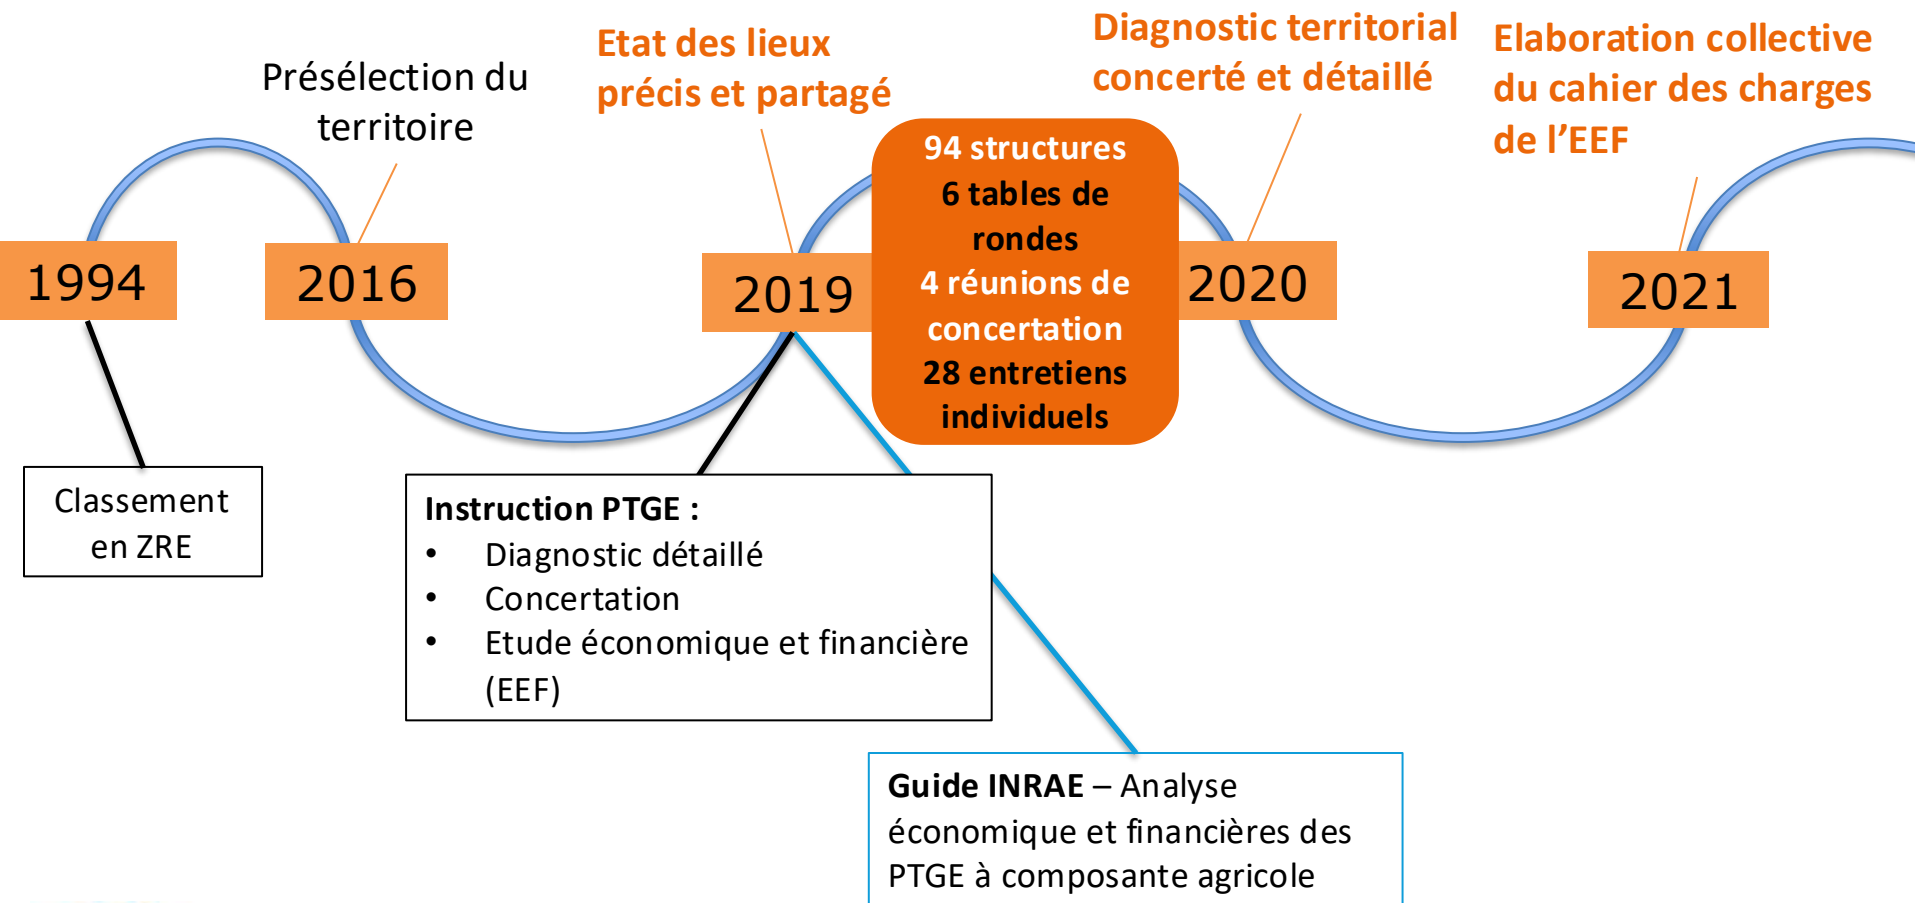 Présélection du
territoire
Etat des lieux
précis et partagé
Diagnostic territorial
concerté et détaillé
Elaboration collective
du cahier des charges
de l’EEF
94 structures
6 tables de
rondes
4 réunions de
concertation
28 entretiens
individuels
1994
2016
2019
2020
2021
Classement
en ZRE
Instruction PTGE :
• Diagnostic détaillé
• Concertation
• Etude économique et financière
(EEF)
Guide INRAE – Analyse
économique et financières des
PTGE à composante agricole